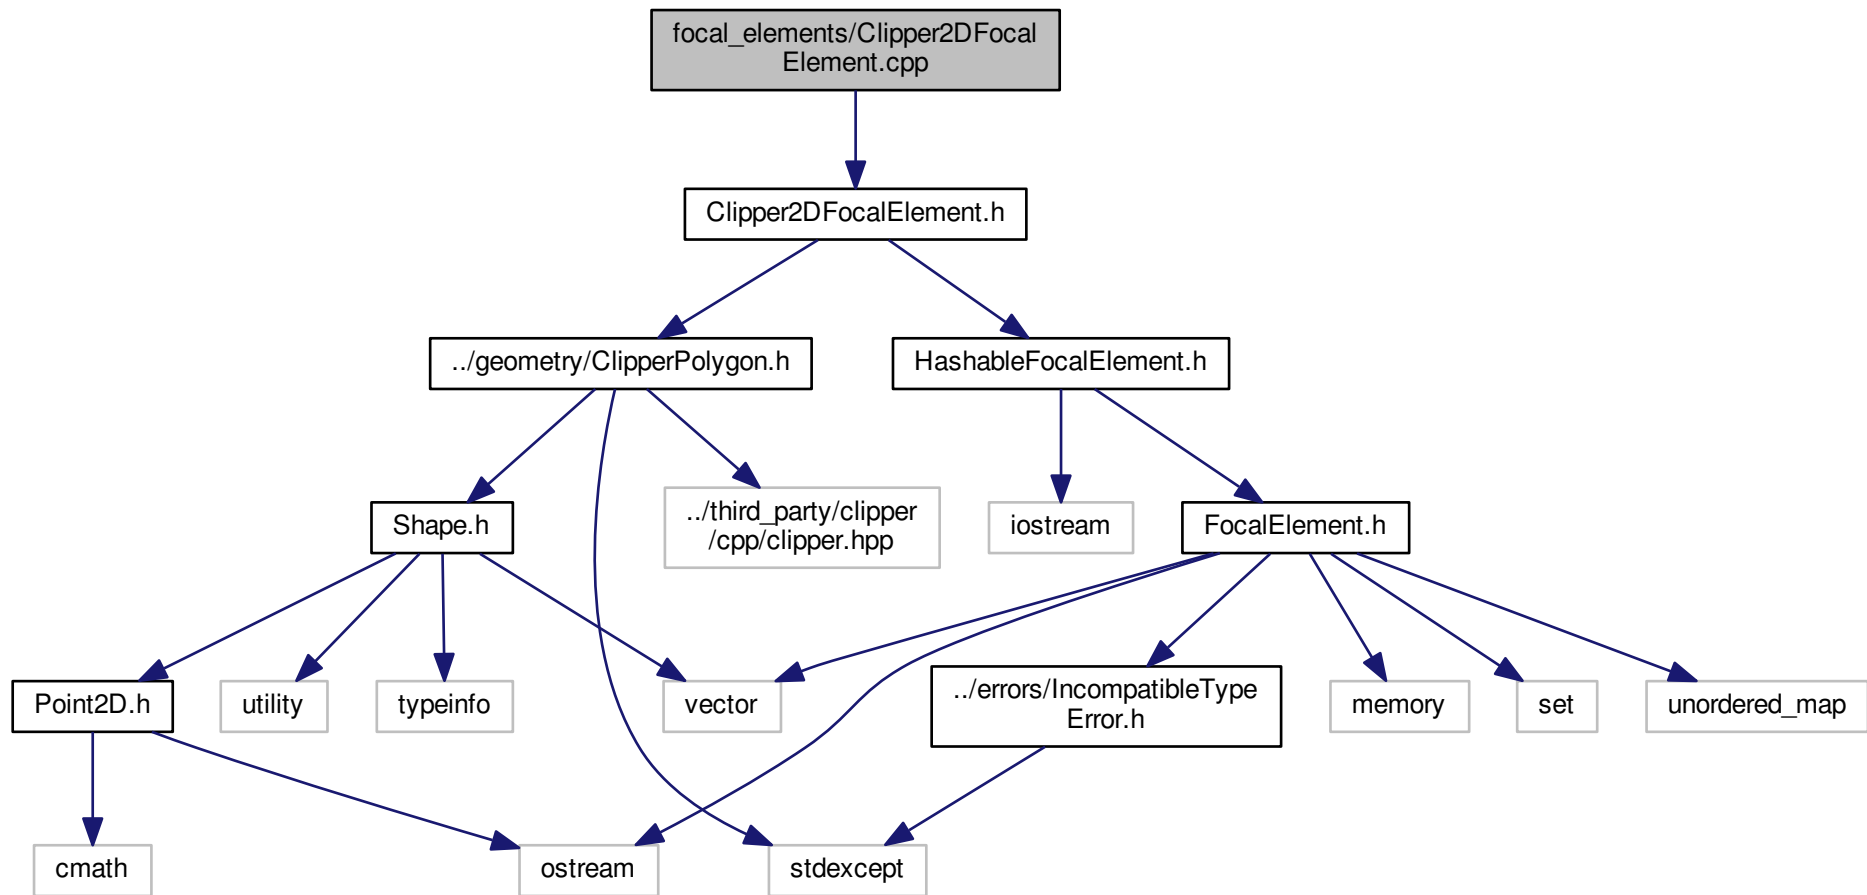 focal_elements/Clipper2DFocal
Element.cpp
Clipper2DFocalElement.h
../geometry/ClipperPolygon.h
HashableFocalElement.h
Shape.h
../third_party/clipper
/cpp/clipper.hpp
iostream
FocalElement.h
Point2D.h
utility
typeinfo
vector
../errors/IncompatibleType
Error.h
memory
set
unordered_map
cmath
ostream
stdexcept